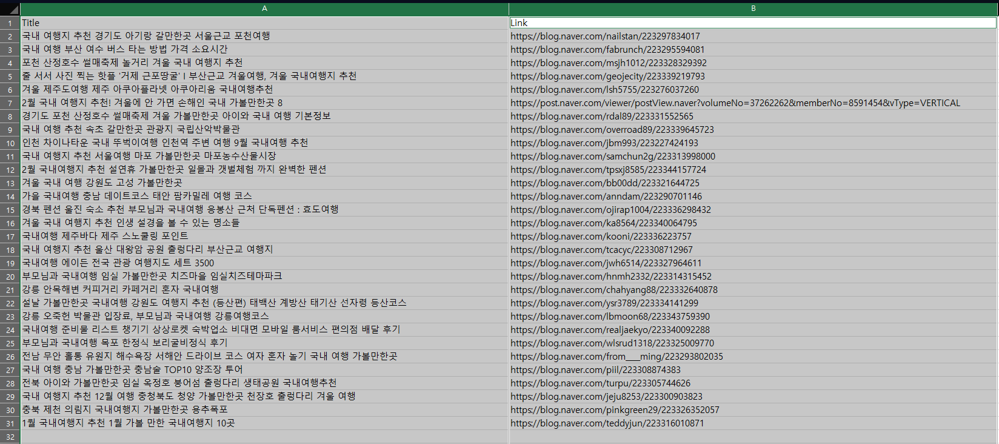 A B
1 Title Link
2 국내 여행지 추천 경기도 아기랑 갈만한곳 서울근교 포천여행 https://blog.naver.com/nailstan/223297834017
3 국내 여행 부산 여수 버스 타는 방법 가격 소요시간 https://blog.naver.com/fabrunch/223295594081
4 포천 산정호수 썰매축제 놀거리 겨울 국내 여행지 추천 https://blog.naver.com/msjh1012/223328329392
5 줄 서서 사진 찍는 핫플 '거제 근포땅굴' l 부산근교 겨울여행, 겨울 국내여행지 추천 https://blog.naver.com/geojecity/223339219793
6 겨울 제주도여행 제주 아쿠아플라넷 아쿠아리움 국내여행추천 https://blog.naver.com/lsh5755/223276037260
7 2월 국내 여행지 추천! 겨울에 안 가면 손해인 국내 가볼만한곳 8 https://post.naver.com/viewer/postView.naver?volumeNo=37262262&memberNo=8591454&vType=VERTICAL
8 경기도 포천 산정호수 썰매축제 겨울 가볼만한곳 아이와 국내 여행 기본정보 https://blog.naver.com/rdal89/223331552565
9 국내 여행 추천 속초 갈만한곳 관광지 국립산악박물관 https://blog.naver.com/overroad89/223339645723
10 인천 차이나타운 국내 뚜벅이여행 인천역 주변 여행 9월 국내여행 추천 https://blog.naver.com/jbm993/223227424193
11 국내 여행지 추천 서울여행 마포 가볼만한곳 마포농수산물시장 https://blog.naver.com/samchun2g/223313998000
12 2월 국내여행지 추천 설연휴 가볼만한곳 일몰과 갯벌체험 까지 완벽한 펜션 https://blog.naver.com/tpsxj8585/223344157724
13 겨울 국내 여행 강원도 고성 가볼만한곳 https://blog.naver.com/bb00dd/223321644725
14 가을 국내여행 충남 데이트코스 태안 팜카밀레 여행 코스 https://blog.naver.com/anndam/223290701146
15 경북 펜션 울진 숙소 추천 부모님과 국내여행 응봉산 근처 단독펜션 : 효도여행 https://blog.naver.com/ojirap1004/223336298432
16 겨울 국내 여행지 추천 인생 설경을 볼 수 있는 명소들 https://blog.naver.com/ka8564/223340064795
17 국내여행 제주바다 제주 스노쿨링 포인트 https://blog.naver.com/kooni/223336223757
18 국내 여행지 추천 울산 대왕암 공원 출렁다리 부산근교 여행지 https://blog.naver.com/tcacyc/223308712967
19 국내여행 에이든 전국 관광 여행지도 세트 3500 https://blog.naver.com/jwh6514/223327964611
20 부모님과 국내여행 임실 가볼만한곳 치즈마을 임실치즈테마파크 https://blog.naver.com/hnmh2332/223314315452
21 강릉 안목해변 커피거리 카페거리 혼자 국내여행 https://blog.naver.com/chahyang88/223332640878
22 설날 가볼만한곳 국내여행 강원도 여행지 추천 (등산편) 태백산 계방산 태기산 선자령 등산코스 https://blog.naver.com/ysr3789/223334141299
23 강릉 오죽헌 박물관 입장료, 부모님과 국내여행 강릉여행코스 https://blog.naver.com/lbmoon68/223343759390
24 국내여행 준비물 리스트 챙기기 상상로켓 숙박업소 비대면 모바일 룸서비스 편의점 배달 후기 https://blog.naver.com/realjaekyo/223340092288
25 부모님과 국내여행 목포 한정식 보리굴비정식 후기 https://blog.naver.com/wlsrud1318/223325009770
26 전남 무안 홀통 유원지 해수욕장 서해안 드라이브 코스 여자 혼자 놀기 국내 여행 가볼만한곳 https://blog.naver.com/from____ming/223293802035
27 국내 여행 충남 가볼만한곳 충남술 TOP10 양조장 투어 https://blog.naver.com/piil/223308874383
28 전북 아이와 가볼만한곳 임실 옥정호 붕어섬 출렁다리 생태공원 국내여행추천 https://blog.naver.com/turpu/223305744626
29 국내 여행지 추천 12월 여행 충청북도 청양 가볼만한곳 천장호 출렁다리 겨울 여행 https://blog.naver.com/jeju8253/223300903823
30 충북 제천 의림지 국내여행지 가볼만한곳 용추폭포 https://blog.naver.com/pinkgreen29/223326352057
31 1월 국내여행지 추천 1월 가볼 만한 국내여행지 10곳 https://blog.naver.com/teddyjun/223316010871
32